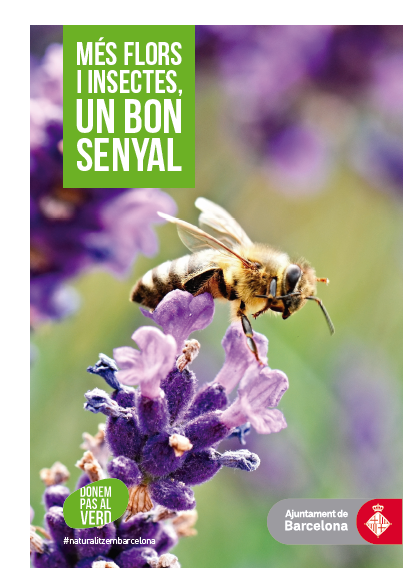 MÉS FLORS
I INSECTES,
UN BON
SENYAL
DONEM
PAS AL
VERD
#naturalitzembarcelona
Ajuntament de
Barcelona